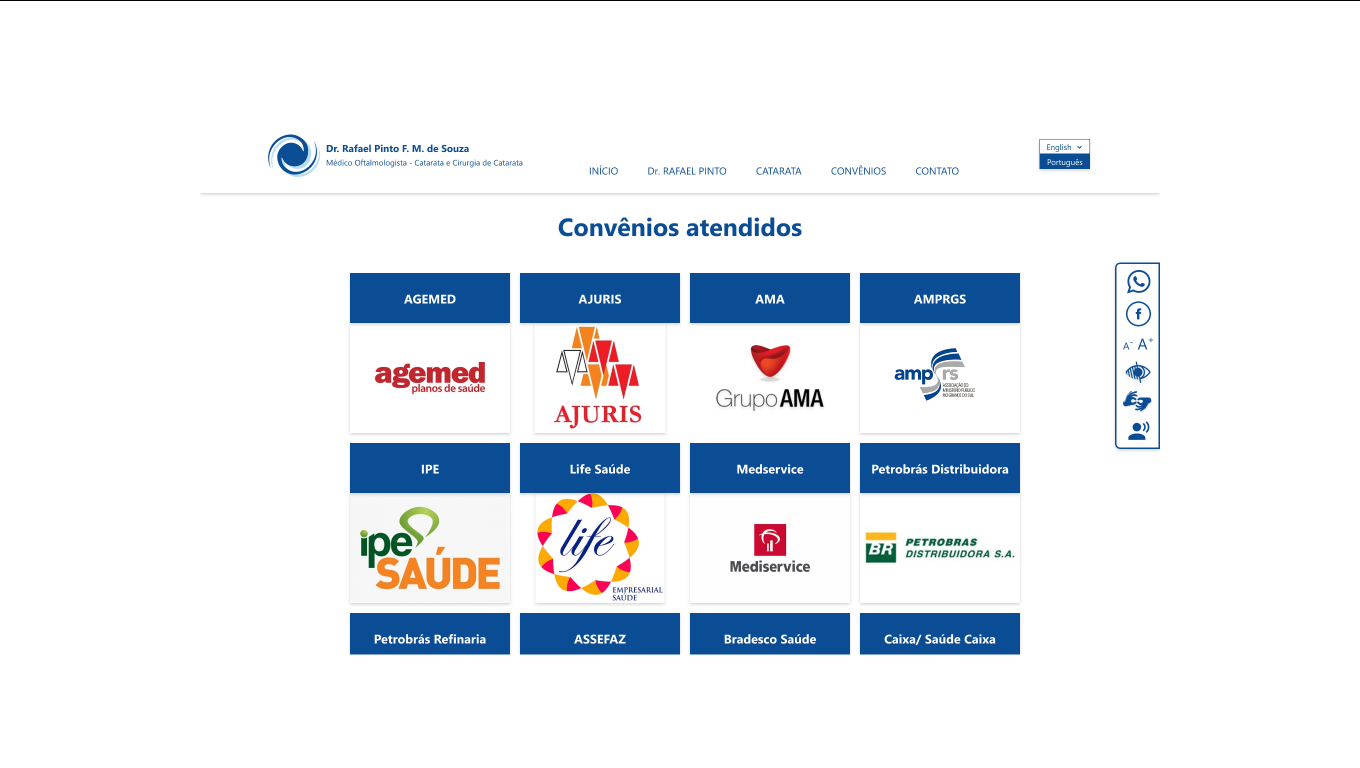 Dr. Rafael Pinto F. M. de Souza
Médico Oftalmologista - Catarata e Cirurgia de Catarata
INÍCIO Dr. RAFAEL PINTO CATARATA CONVÊNIOS CONTATO
English
Português
Convênios atendidos
AGEMED AJURIS AMA AMPRGS
agemed
planos de saúde
AJURIS
Grupo AMA
amp rs
ASSOCIAÇÃO DO
MINISTÉRIO PÚBLICO
RIO GRANDE DO SUL
A- A+
IPE Life Saúde Medservice Petrobrás Distribuidora
ipe
SAÚDE
life
EMPRESARIAL
SAÚDE
Mediservice
BR
PETROBRAS
DISTRIBUIDORA S.A.
Petrobrás Refinaria ASSEFAZ Bradesco Saúde Caixa/ Saúde Caixa